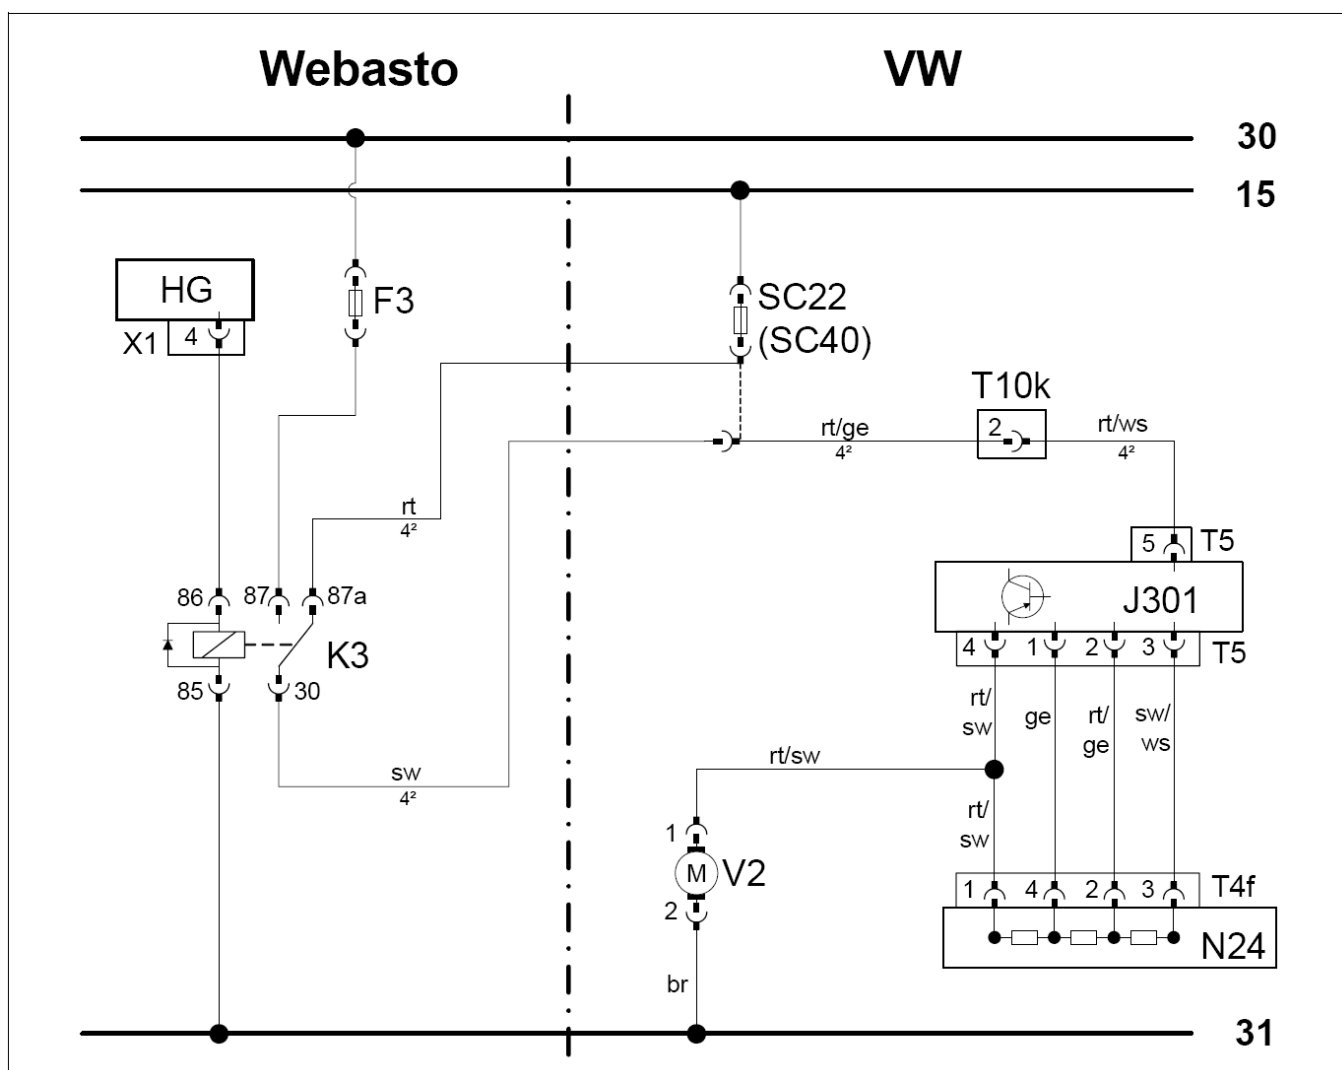 Webasto
VW
30
15
HG
X1
4
F3
SC22
(SC40)
T10k
2
rt/ge
4²
rt/ws
4²
rt
4²
5
T5
J301
86
87
87a
K3
85
30
4
1
2
3
T5
rt/
sw
ge
rt/
ge
sw/
ws
sw
4²
rt/sw
rt/
sw
1
M
V2
2
1
4
2
3
T4f
N24
br
31